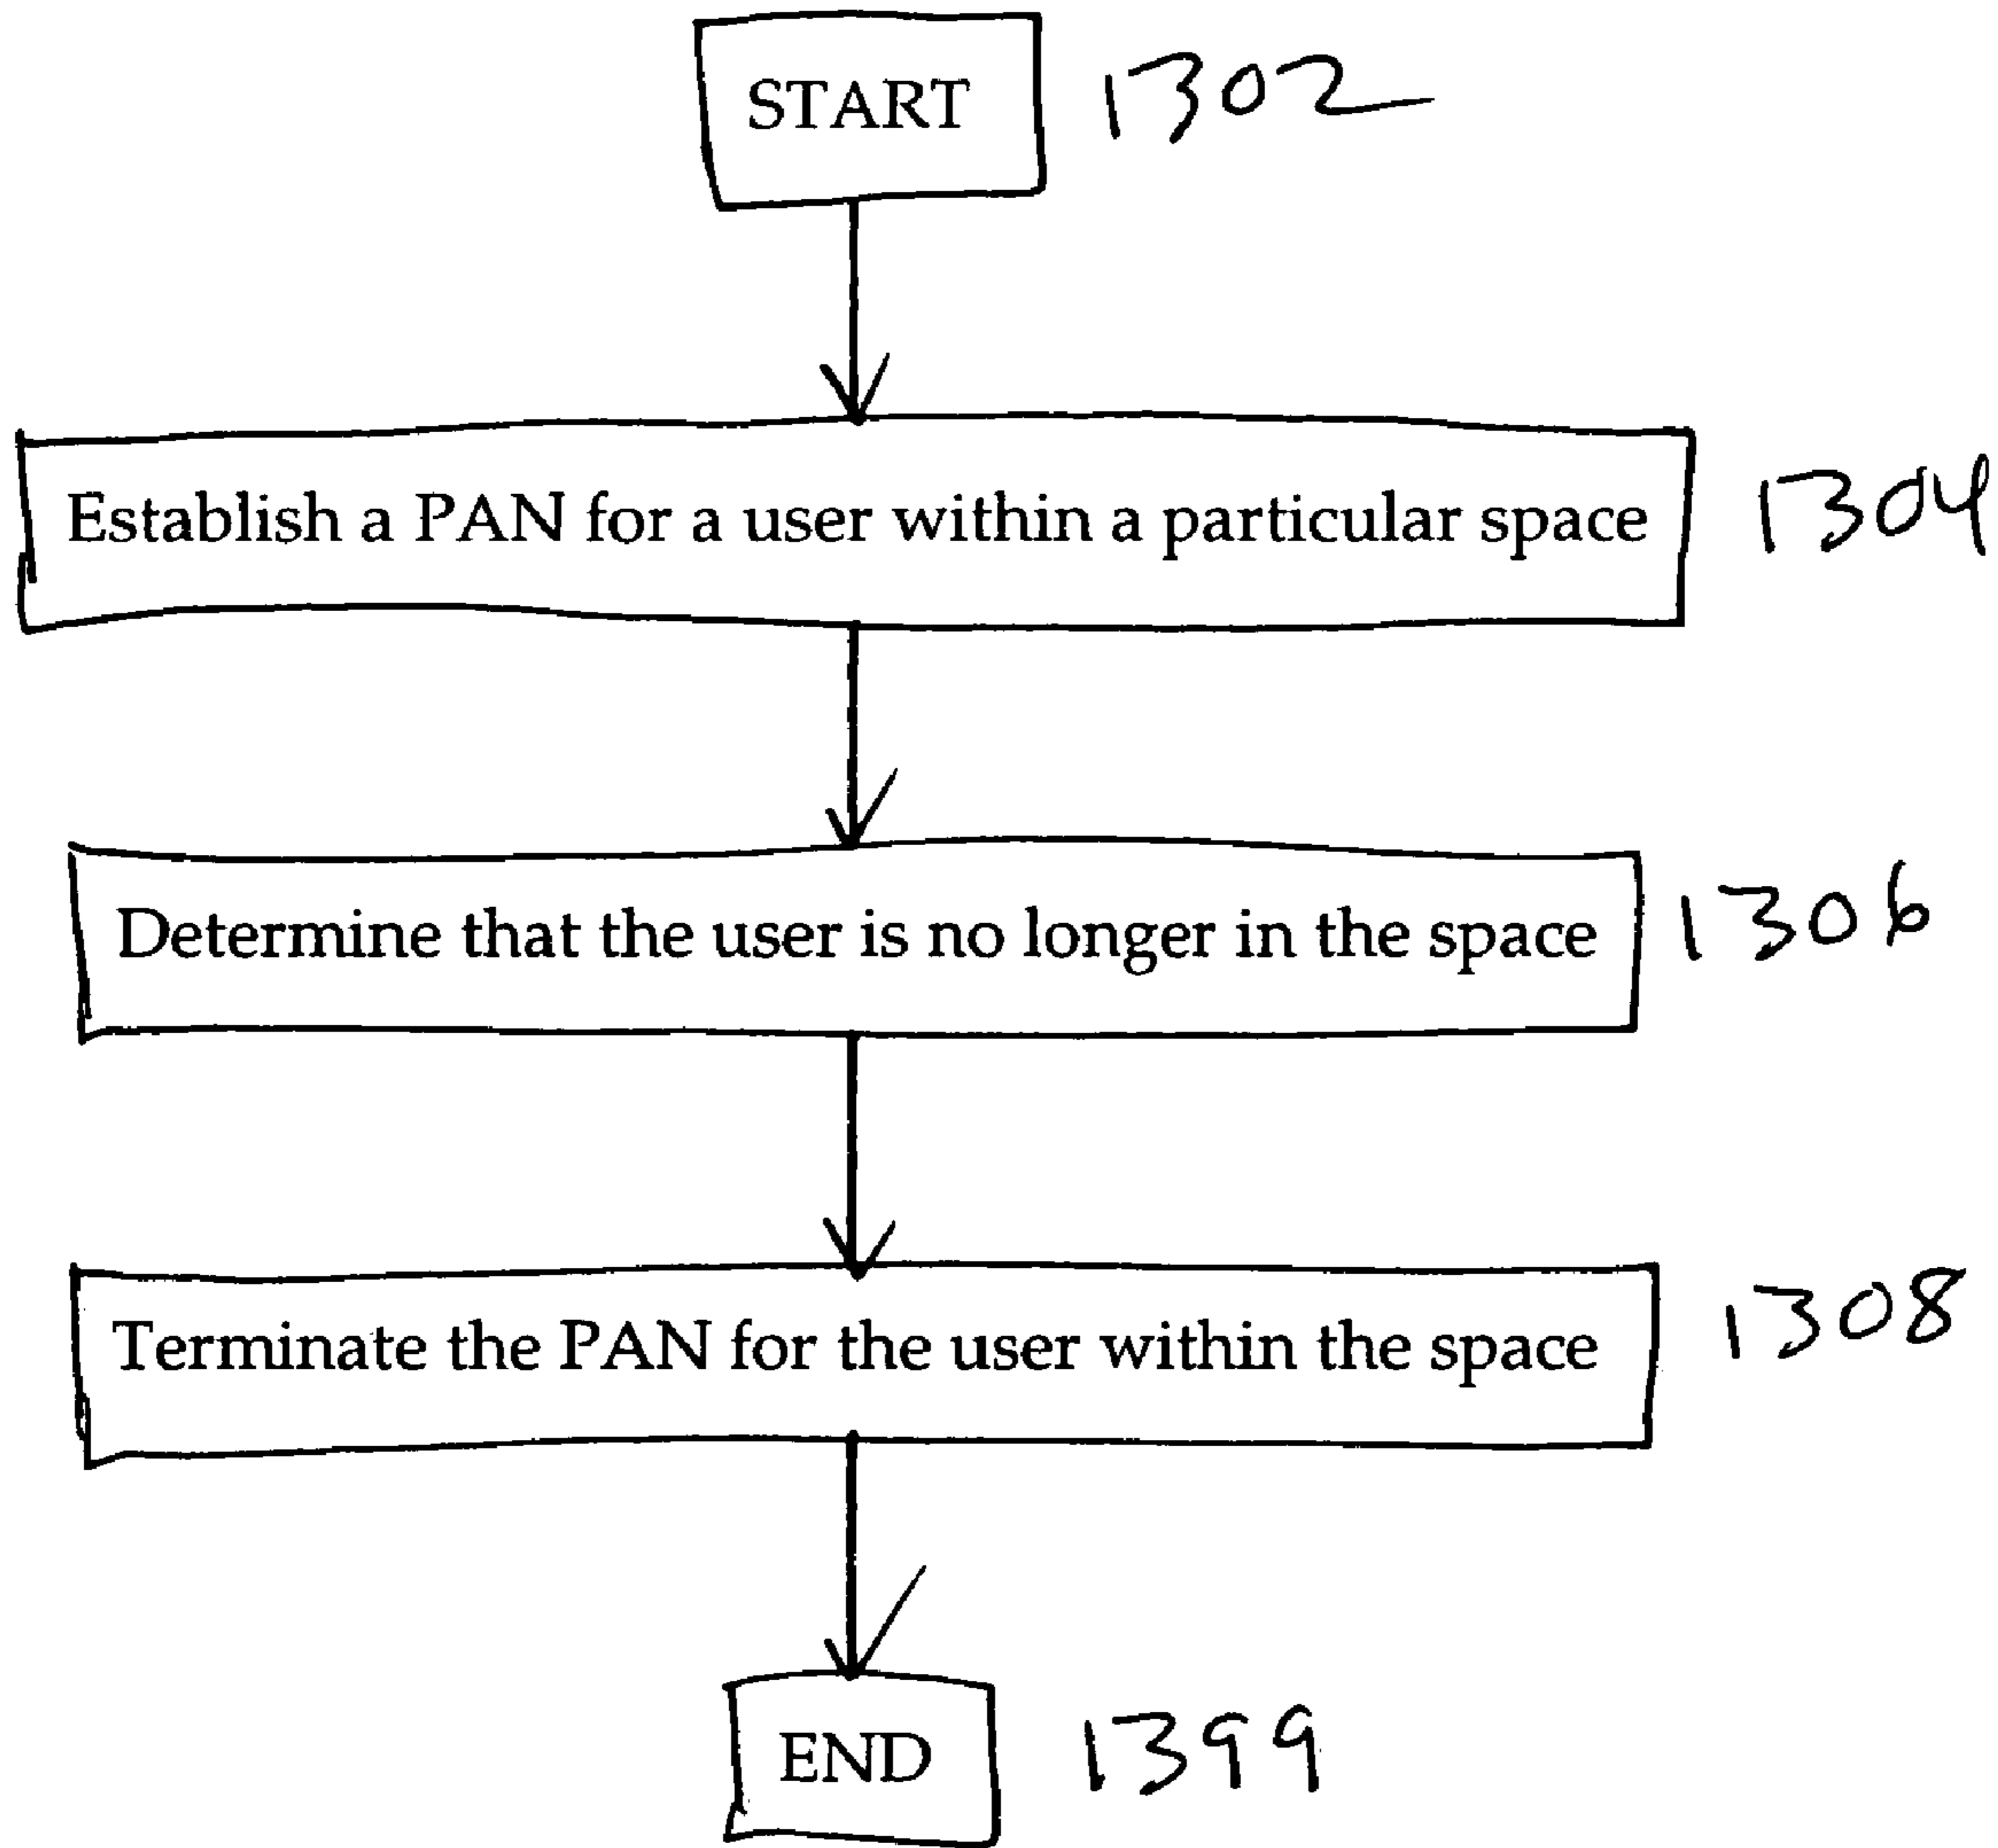 START 1302
Establish a PAN for a user within a particular space 1304
Determine that the user is no longer in the space 1306
Terminate the PAN for the user within the space 1308
END 1399